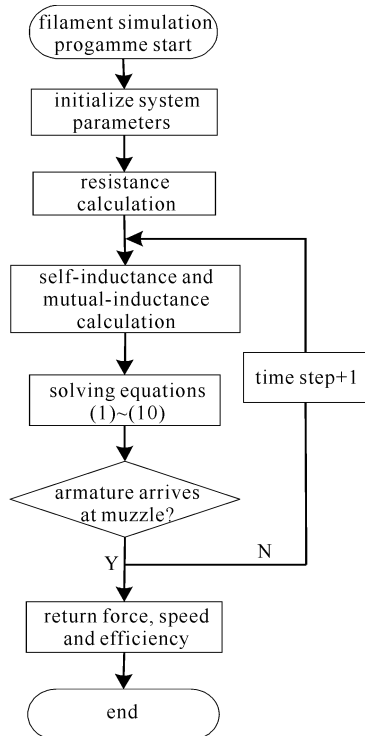 filament simulation
progamme start
initialize system
parameters
resistance
calculation
self-inductance and
mutual-inductance
calculation
time step+1
solving equations
(1)~(10)
armature arrives
at muzzle?
Y
N
return force, speed
and efficiency
end